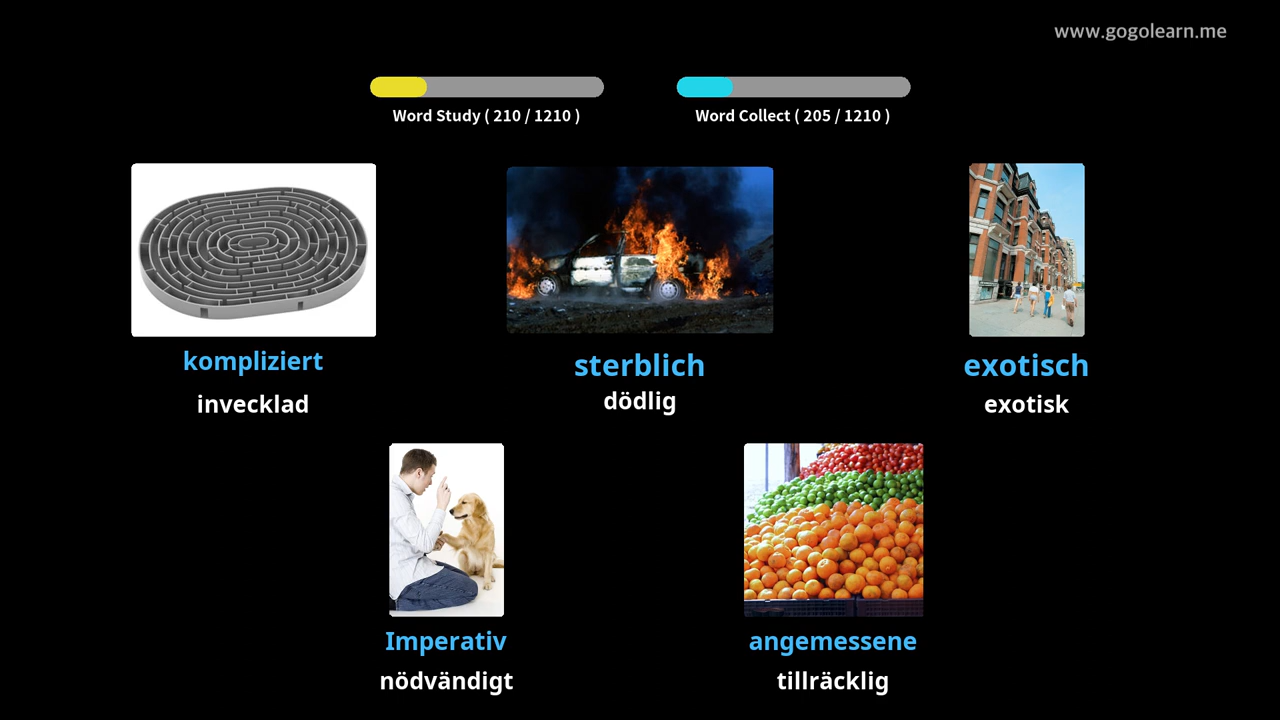 www.gogolearn.me
Word Study ( 210 / 1210 )
Word Collect ( 205 / 1210 )
kompliziert
invecklad
sterblich
dödlig
exotisch
exotisk
Imperativ
nödvändigt
angemessene
tillräcklig